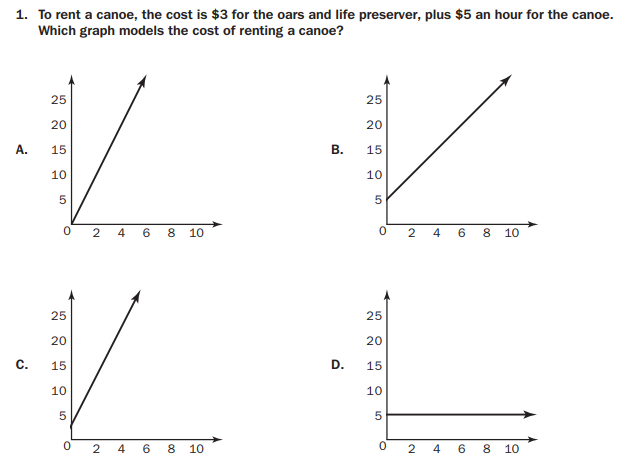 1. To rent a canoe, the cost is $3 for the oars and life preserver, plus $5 an hour for the canoe.
Which graph models the cost of renting a canoe?
A.
25
20
15
10
5
0 2 4 6 8 10
B.
25
20
15
10
5
0 2 4 6 8 10
C.
25
20
15
10
5
0 2 4 6 8 10
D.
25
20
15
10
5
0 2 4 6 8 10